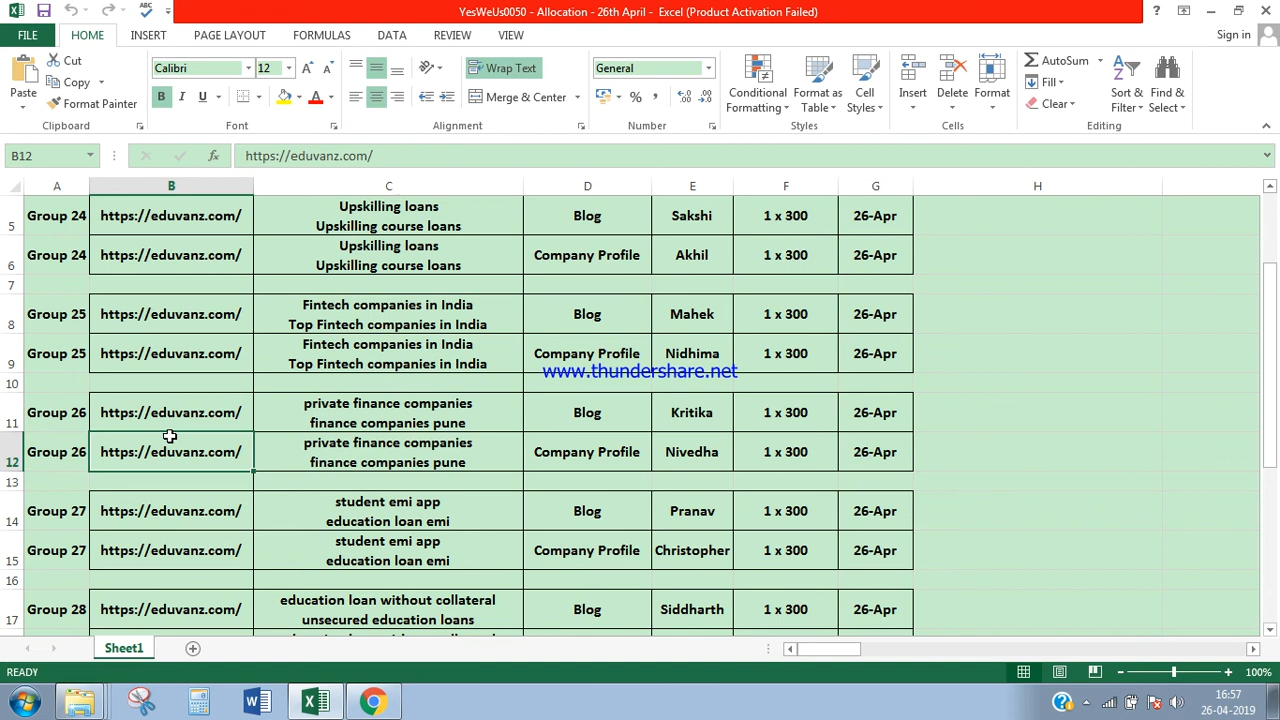 YesWeUs0050 - Allocation - 26th April - Excel (Product Activation Failed)
FILE HOME INSERT PAGE LAYOUT FORMULAS DATA REVIEW VIEW Sign in
Paste
Cut
Copy
Format Painter
Clipboard
Calibri 12
B I U
Font
Wrap Text
Merge & Center
Alignment
General
%
Number
Conditional Formatting
Format as Table
Cell Styles
Styles
Insert
Delete
Format
Cells
AutoSum
Fill
Clear
Sort & Filter
Find & Select
Editing
B12 fx https://eduvanz.com/
A B C D E F G H
5 Group 24 https://eduvanz.com/ Upskilling loans Blog Sakshi 1 x 300 26-Apr
Upskilling course loans
6 Group 24 https://eduvanz.com/ Upskilling loans Company Profile Akhil 1 x 300 26-Apr
Upskilling course loans
7
8 Group 25 https://eduvanz.com/ Fintech companies in India Blog Mahek 1 x 300 26-Apr
Top Fintech companies in India
9 Group 25 https://eduvanz.com/ Fintech companies in India Company Profile Nidhima 1 x 300 26-Apr
Top Fintech companies in India
www.thundershare.net
10
11 Group 26 https://eduvanz.com/ private finance companies Blog Kritika 1 x 300 26-Apr
finance companies pune
12 Group 26 https://eduvanz.com/ private finance companies Company Profile Nivedha 1 x 300 26-Apr
finance companies pune
13
14 Group 27 https://eduvanz.com/ student emi app Blog Pranav 1 x 300 26-Apr
education loan emi
15 Group 27 https://eduvanz.com/ student emi app Company Profile Christopher 1 x 300 26-Apr
education loan emi
16
17 Group 28 https://eduvanz.com/ education loan without collateral Blog Siddharth 1 x 300 26-Apr
unsecured education loans
Sheet1
READY 100%
16:57
26-04-2019